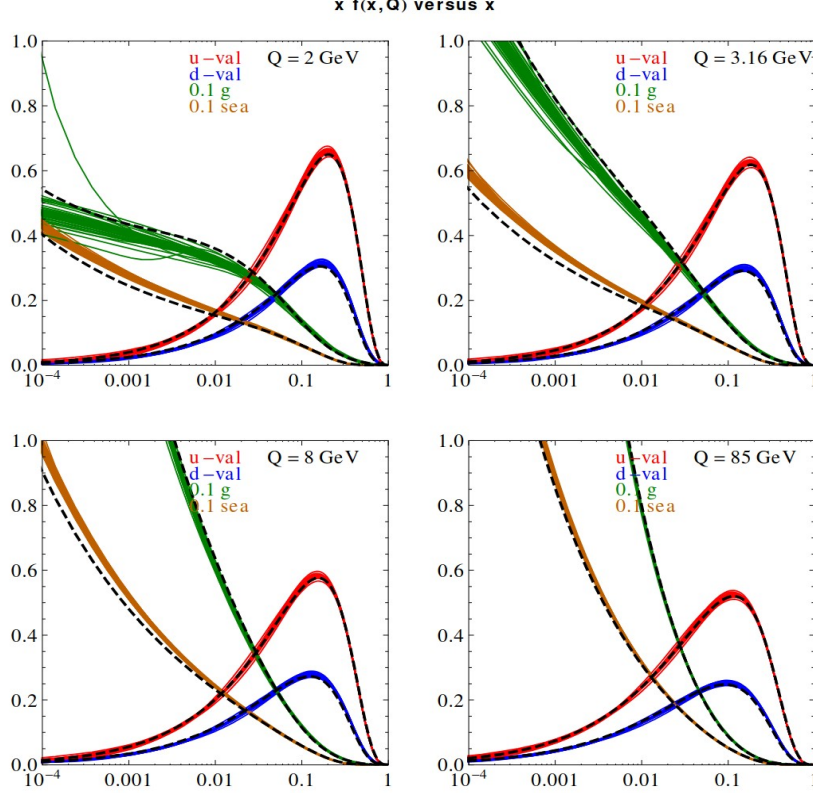 x f(x,Q) versus x
u-val Q = 2 GeV
d-val
0.1 g
0.1 sea
1.0
0.8
0.6
0.4
0.2
0.0
10^-4 0.001 0.01 0.1 1
u-val Q = 3.16 GeV
d-val
0.1 g
0.1 sea
1.0
0.8
0.6
0.4
0.2
0.0
10^-4 0.001 0.01 0.1 1
u-val Q = 8 GeV
d-val
0.1 g
0.1 sea
1.0
0.8
0.6
0.4
0.2
0.0
10^-4 0.001 0.01 0.1 1
u-val Q = 85 GeV
d-val
0.1 g
0.1 sea
1.0
0.8
0.6
0.4
0.2
0.0
10^-4 0.001 0.01 0.1 1